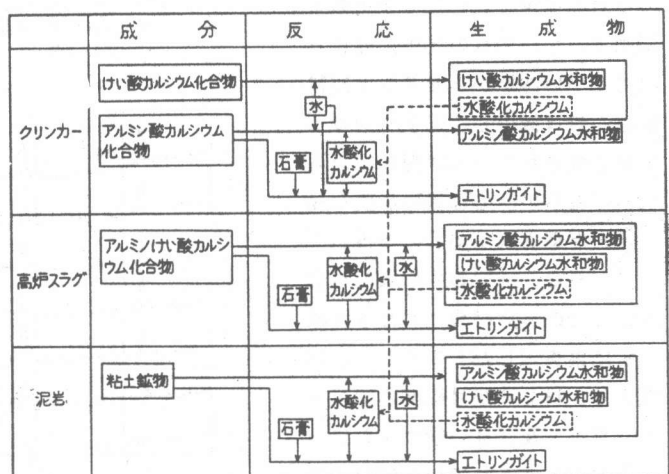 成 分
反 応
生 成 物
クリンカー
けい酸カルシウム化合物
水
けい酸カルシウム水和物
水酸化カルシウム
アルミン酸カルシウム
化合物
石膏
水酸化
カルシウム
アルミン酸カルシウム水和物
エトリンガイト
高炉スラグ
アルミノけい酸カルシ
ウム化合物
石膏
水酸化
カルシウム
水
アルミン酸カルシウム水和物
けい酸カルシウム水和物
水酸化カルシウム
エトリンガイト
泥岩
粘土鉱物
石膏
水酸化
カルシウム
水
アルミン酸カルシウム水和物
けい酸カルシウム水和物
水酸化カルシウム
エトリンガイト